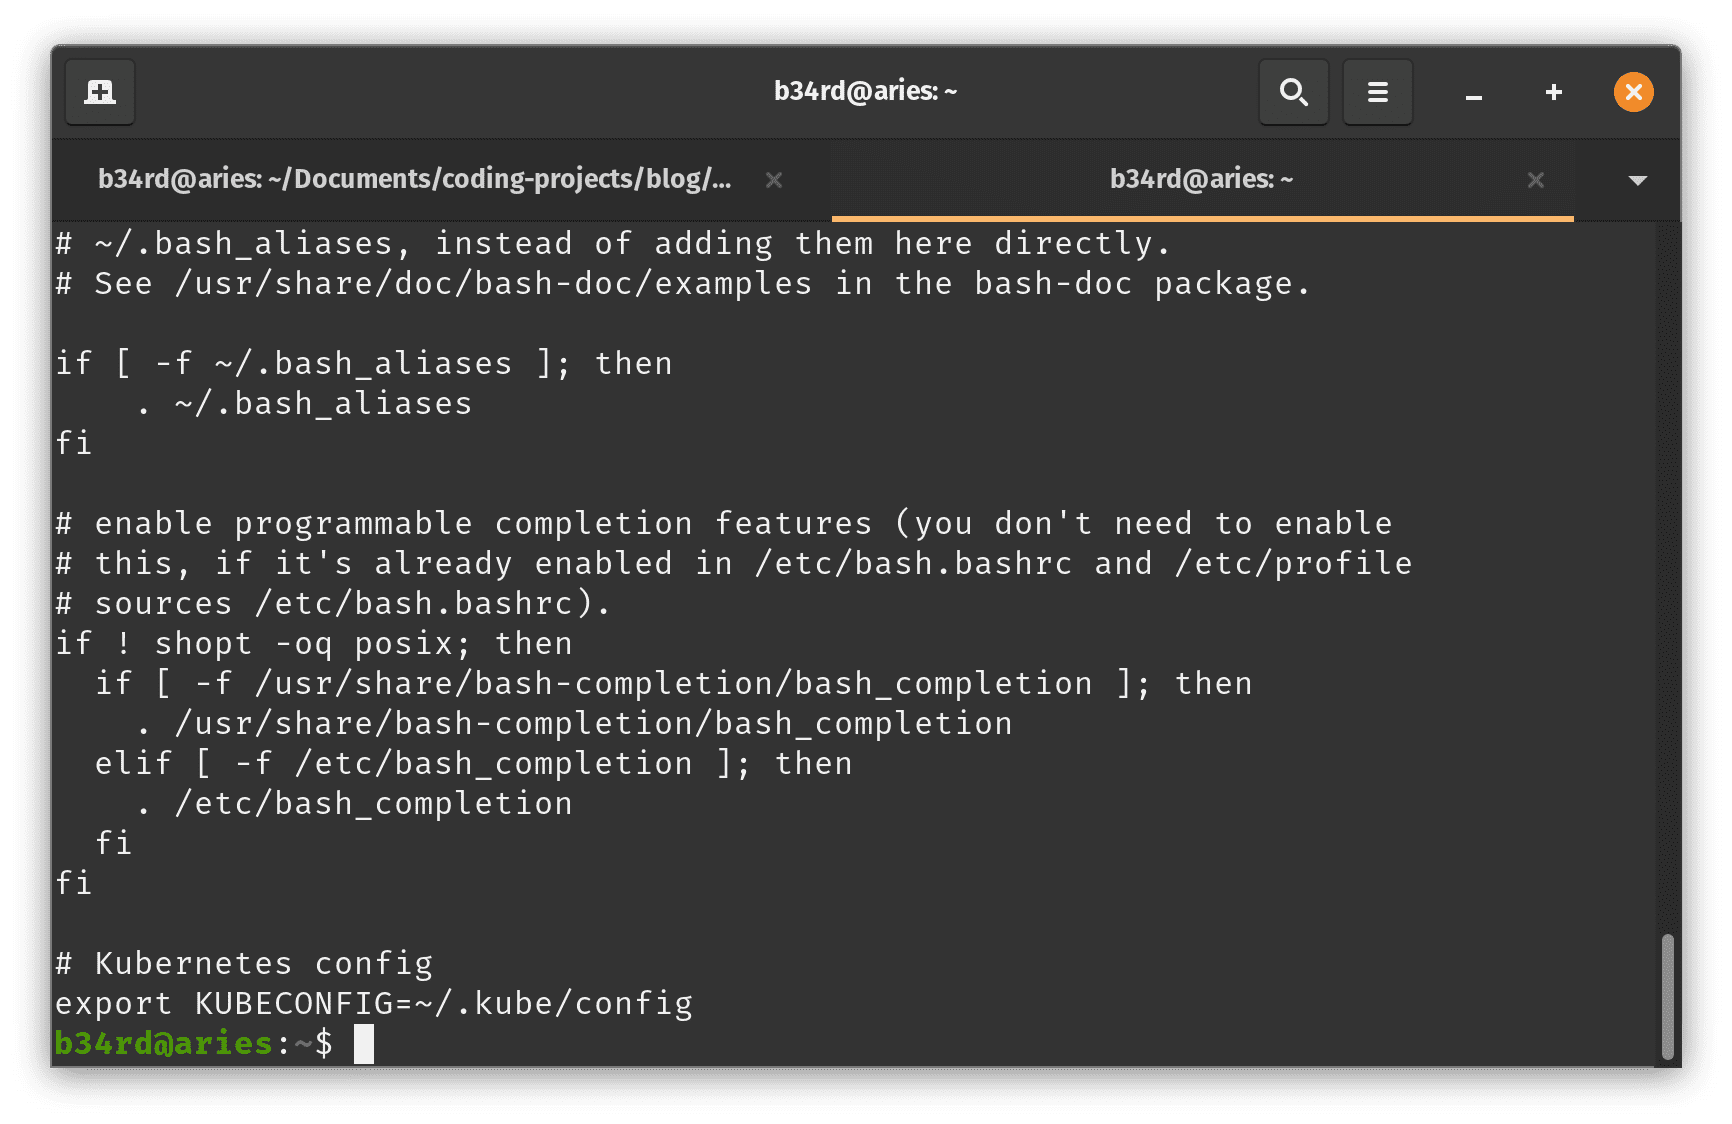 b34rd@aries: ~
b34rd@aries: ~/Documents/coding-projects/blog/...
b34rd@aries: ~
# ~/.bash_aliases, instead of adding them here directly.
# See /usr/share/doc/bash-doc/examples in the bash-doc package.

if [ -f ~/.bash_aliases ]; then
    . ~/.bash_aliases
fi

# enable programmable completion features (you don't need to enable
# this, if it's already enabled in /etc/bash.bashrc and /etc/profile
# sources /etc/bash.bashrc).
if ! shopt -oq posix; then
  if [ -f /usr/share/bash-completion/bash_completion ]; then
    . /usr/share/bash-completion/bash_completion
  elif [ -f /etc/bash_completion ]; then
    . /etc/bash_completion
  fi
fi

# Kubernetes config
export KUBECONFIG=~/.kube/config
b34rd@aries:~$